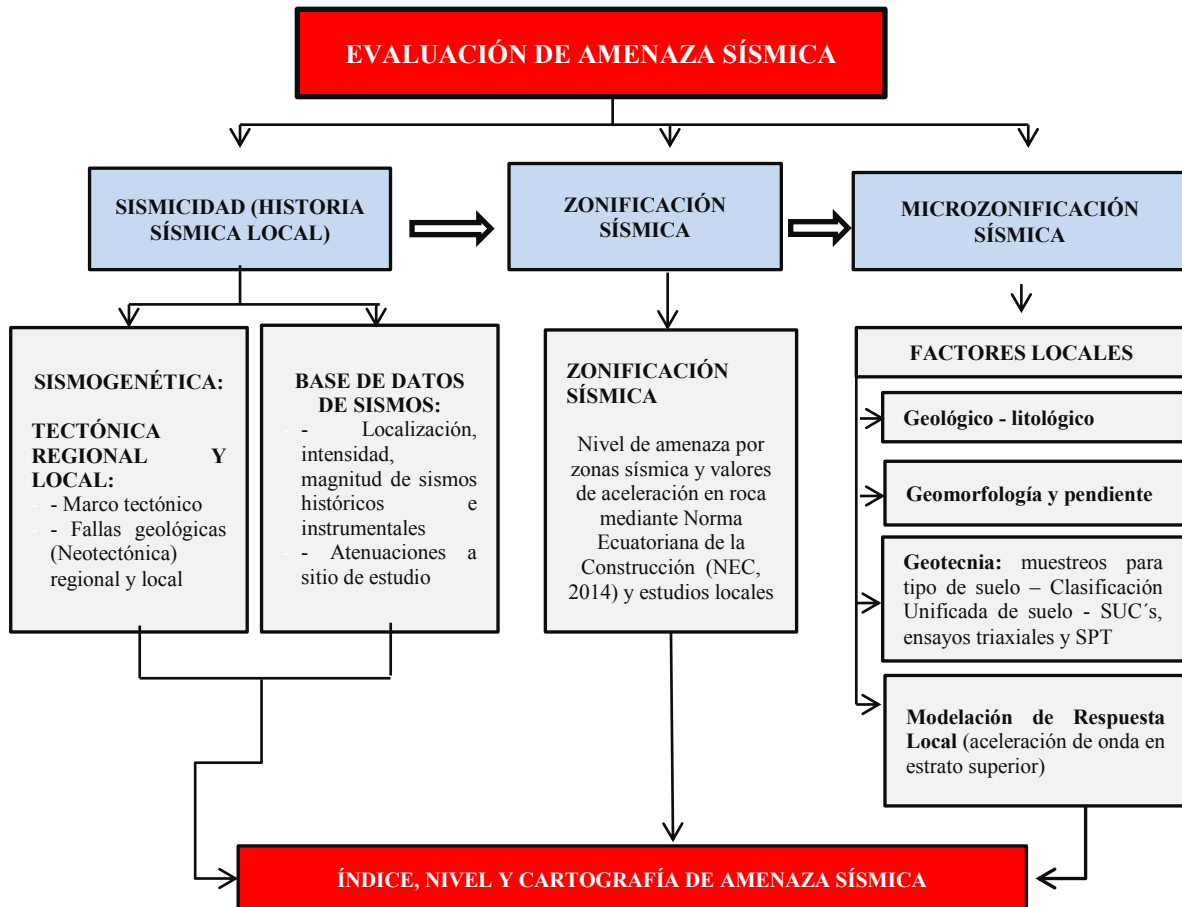 EVALUACIÓN DE AMENAZA SÍSMICA
SISMICIDAD (HISTORIA
SÍSMICA LOCAL)
ZONIFICACIÓN
SÍSMICA
MICROZONIFICACIÓN
SÍSMICA
SISMOGENÉTICA:
TECTÓNICA
REGIONAL Y
LOCAL:
- Marco tectónico
- Fallas geológicas
(Neotectónica)
regional y local
BASE DE DATOS
DE SISMOS:
- Localización,
intensidad,
magnitud de sismos
históricos e
instrumentales
- Atenuaciones a
sitio de estudio
ZONIFICACIÓN
SÍSMICA
Nivel de amenaza por
zonas sísmica y valores
de aceleración en roca
mediante Norma
Ecuatoriana de la
Construcción (NEC,
2014) y estudios locales
FACTORES LOCALES
Geológico - litológico
Geomorfología y pendiente
Geotecnia: muestreos para
tipo de suelo – Clasificación
Unificada de suelo - SUC´s,
ensayos triaxiales y SPT
Modelación de Respuesta
Local (aceleración de onda en
estrato superior)
ÍNDICE, NIVEL Y CARTOGRAFÍA DE AMENAZA SÍSMICA